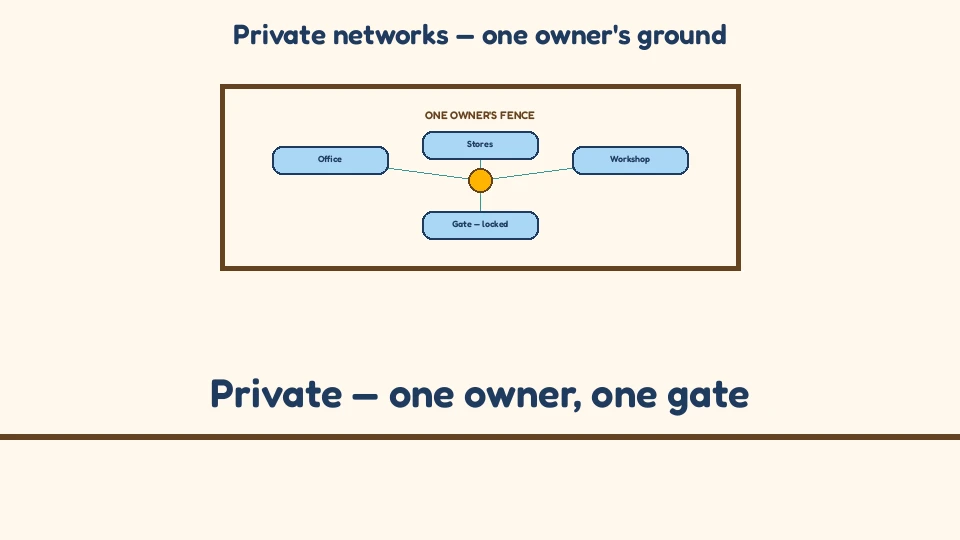 Private networks — one owner's ground
ONE OWNER'S FENCE
Stores
Office
Workshop
Gate — locked
Private — one owner, one gate